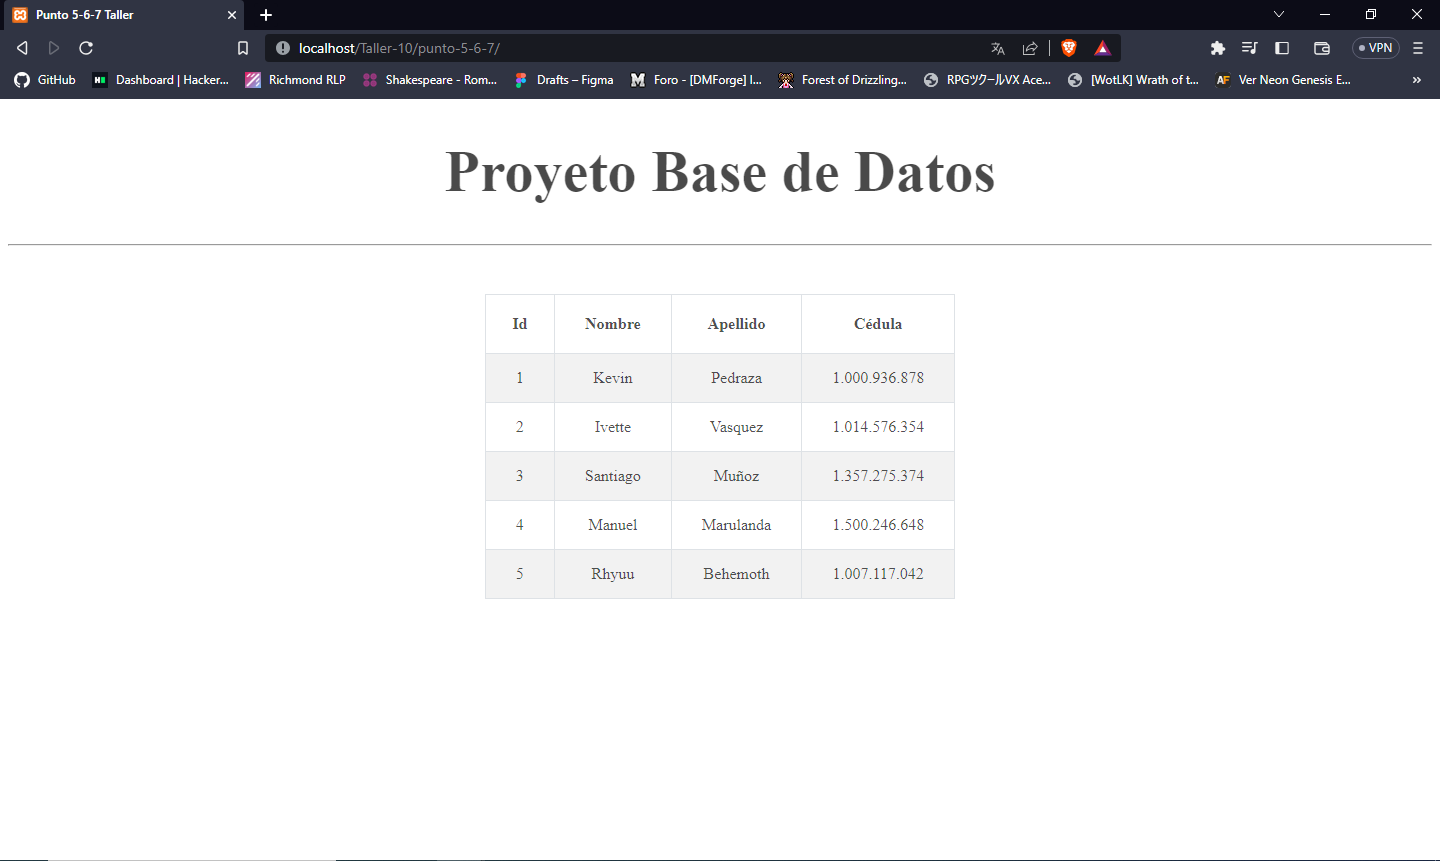 Punto 5-6-7 Taller
localhost/Taller-10/punto-5-6-7/
VPN
GitHub Dashboard | Hacker... Richmond RLP Shakespeare - Rom... Drafts – Figma Foro - [DMForge] I... Forest of Drizzling... RPGツクールVX Ace... [WotLK] Wrath of t... Ver Neon Genesis E... »
Proyeto Base de Datos
Id Nombre Apellido Cédula
1 Kevin Pedraza 1.000.936.878
2 Ivette Vasquez 1.014.576.354
3 Santiago Muñoz 1.357.275.374
4 Manuel Marulanda 1.500.246.648
5 Rhyuu Behemoth 1.007.117.042